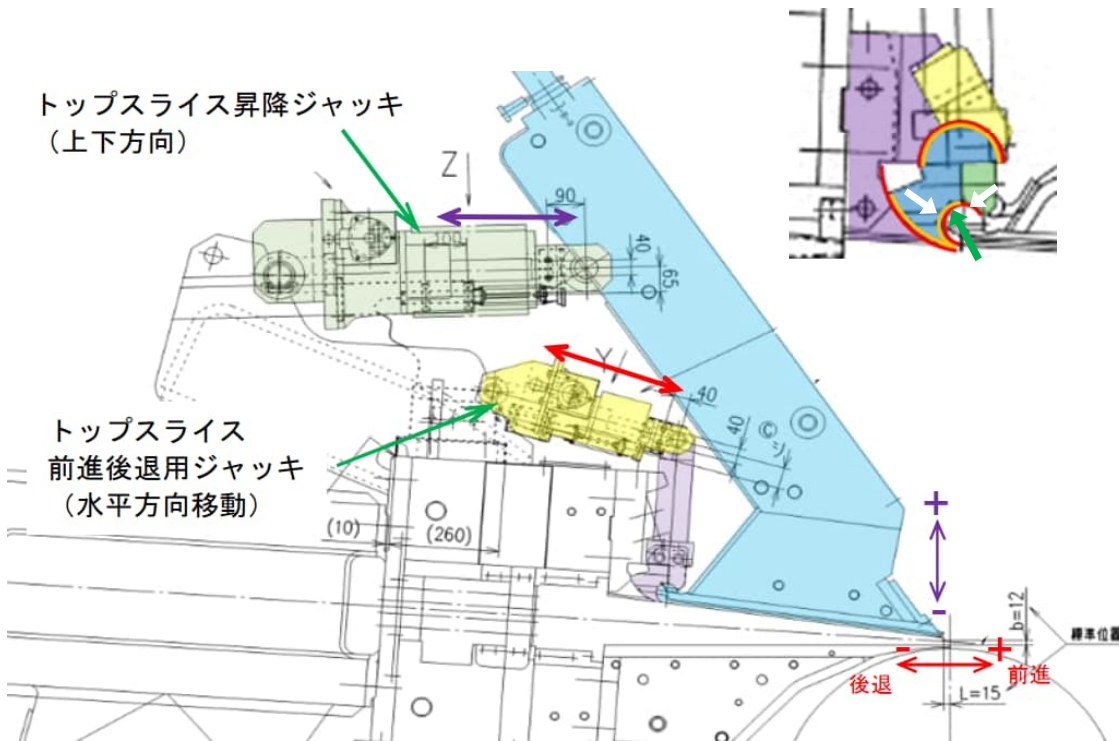 トップスライス昇降ジャッキ
（上下方向）
Z
90
100
40
65
Y
40
40
トップスライス
前進後退用ジャッキ
（水平方向移動）
(10)
(260)
+
-
b=12
標準位置
-
+
後退
前進
L=15